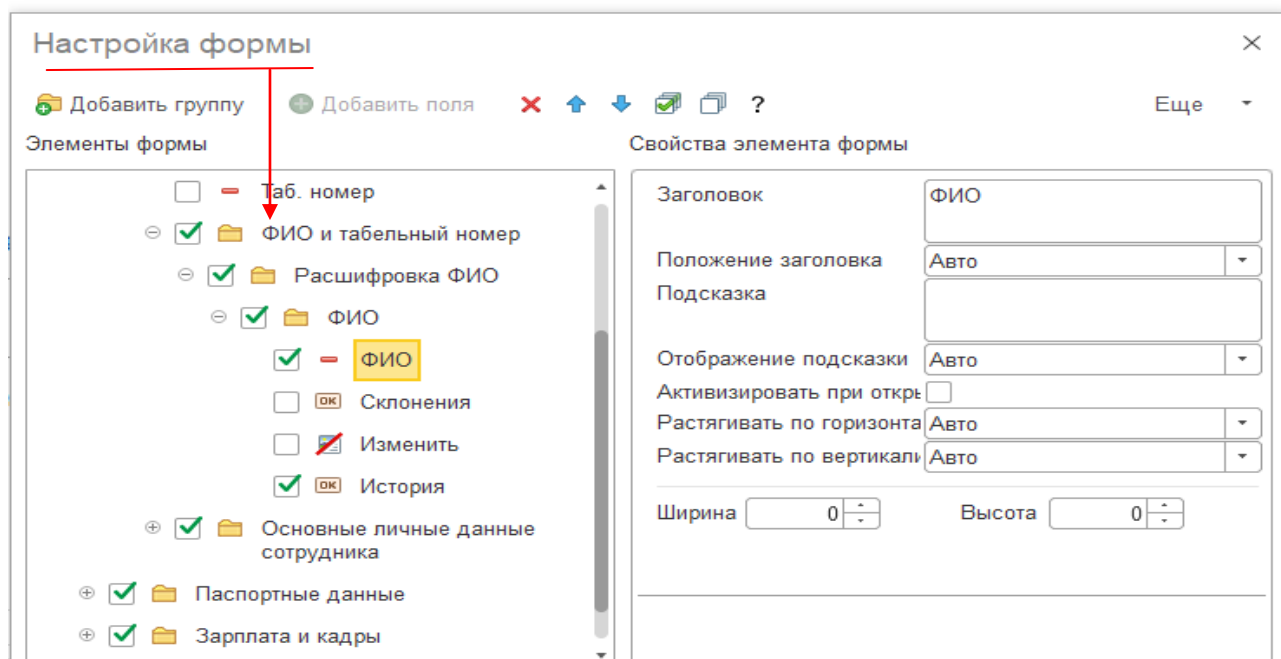 Настройка формы
Добавить группу Добавить поля ? Еще
Элементы формы Свойства элемента формы
Таб. номер
ФИО и табельный номер
Расшифровка ФИО
ФИО
ФИО
OK Склонения
Изменить
OK История
Основные личные данные
сотрудника
Паспортные данные
Зарплата и кадры
Заголовок ФИО
Положение заголовка Авто
Подсказка
Отображение подсказки Авто
Активизировать при откры
Растягивать по горизонта Авто
Растягивать по вертикали Авто
Ширина 0 Высота 0